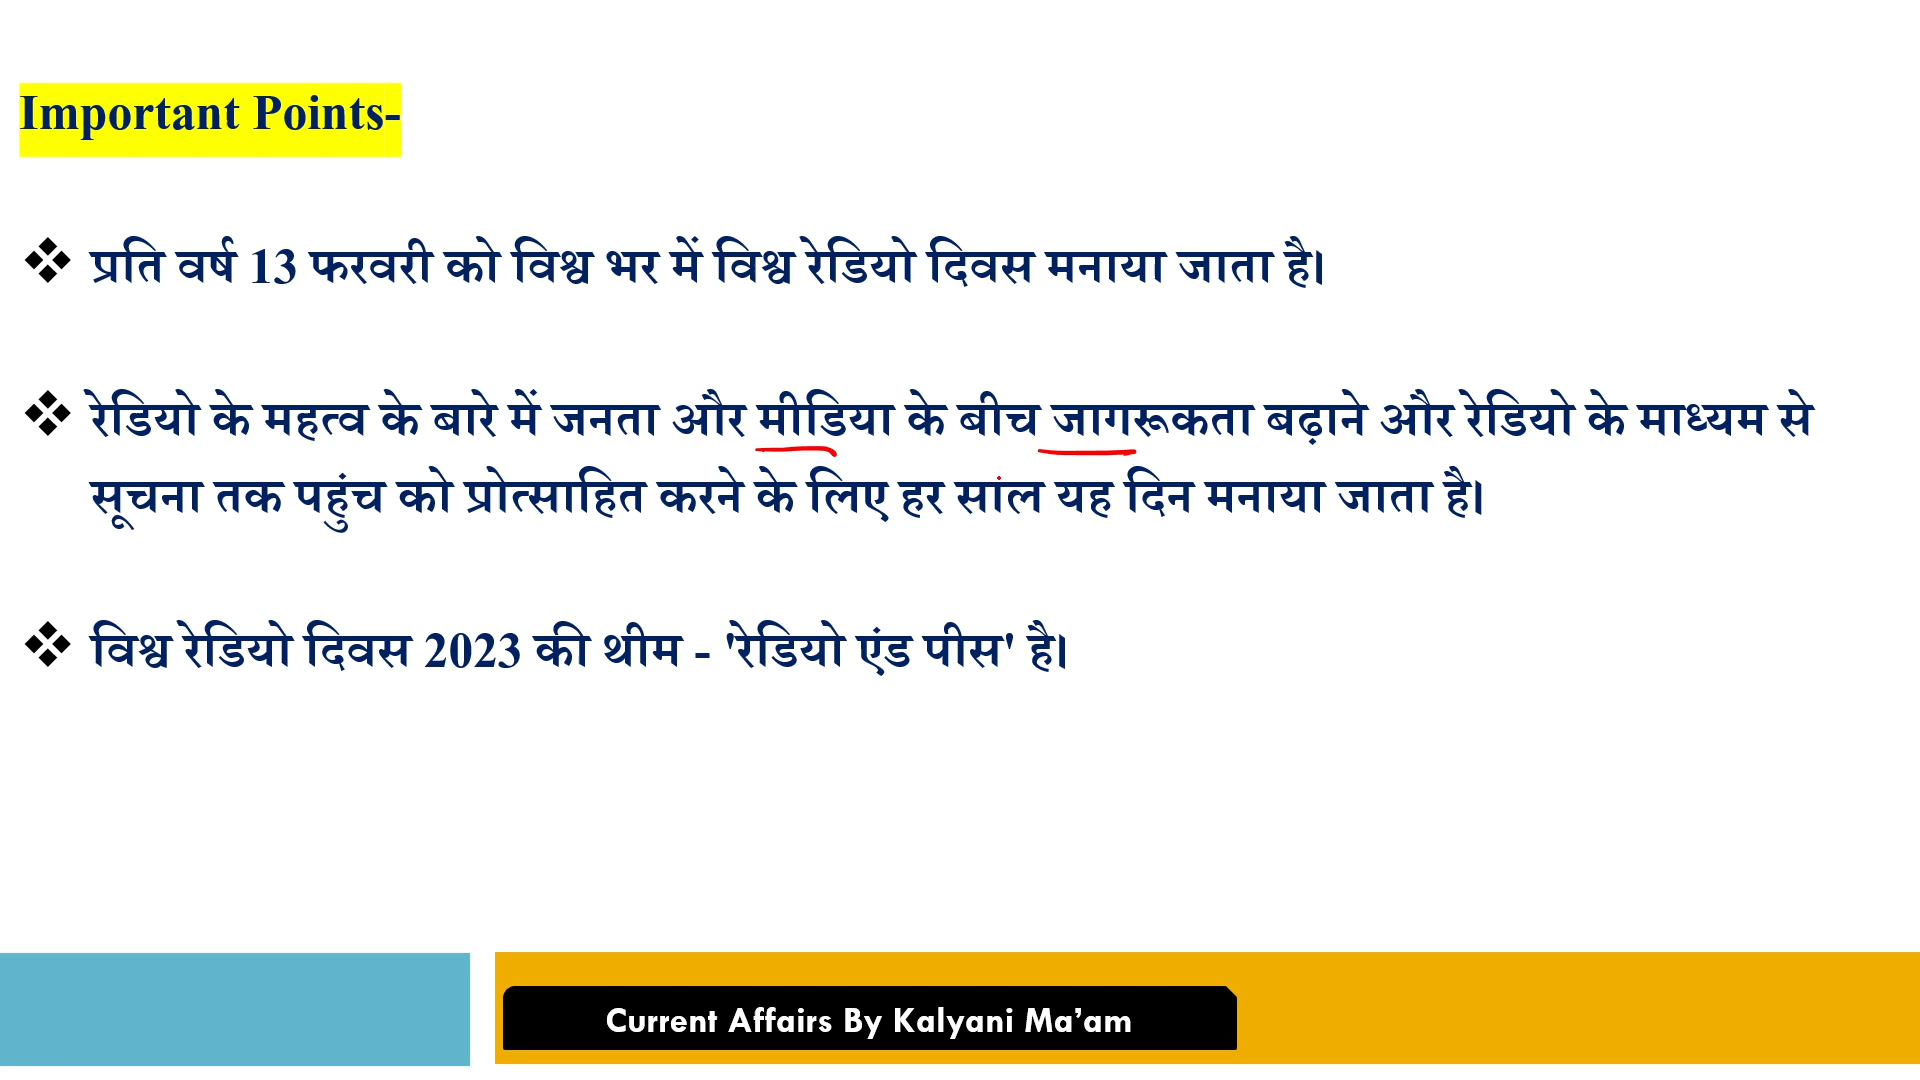 Important Points-
❖ प्रति वर्ष 13 फरवरी को विश्व भर में विश्व रेडियो दिवस मनाया जाता है।
❖ रेडियो के महत्व के बारे में जनता और मीडिया के बीच जागरूकता बढ़ाने और रेडियो के माध्यम से
सूचना तक पहुंच को प्रोत्साहित करने के लिए हर साल यह दिन मनाया जाता है।
❖ विश्व रेडियो दिवस 2023 की थीम - 'रेडियो एंड पीस' है।
Current Affairs By Kalyani Ma’am